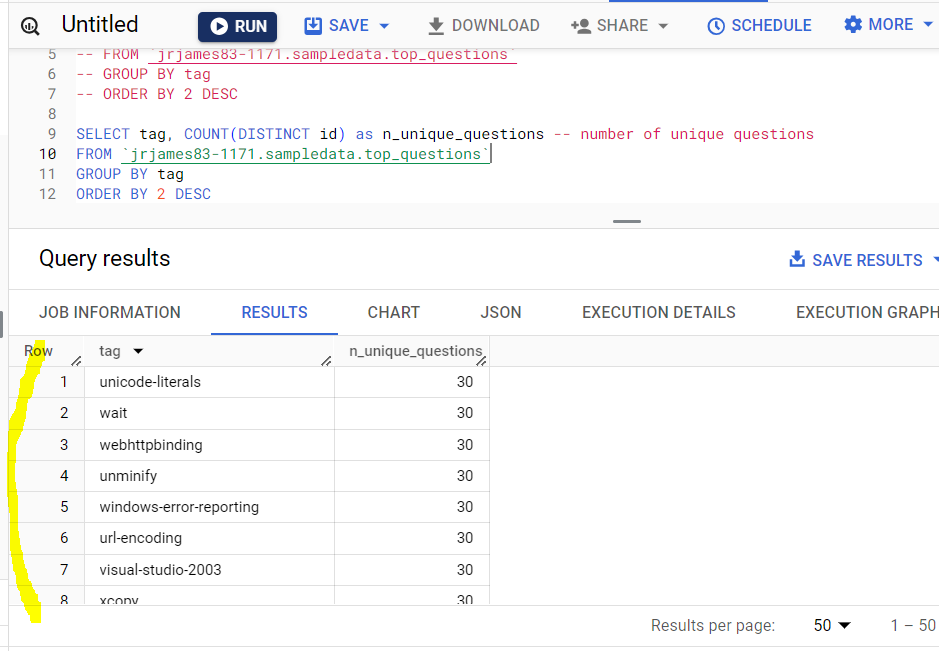 Untitled RUN SAVE DOWNLOAD SHARE SCHEDULE MORE
5 -- FROM `jrjames83-1171.sampledata.top_questions`
6 -- GROUP BY tag
7 -- ORDER BY 2 DESC
8
9 SELECT tag, COUNT(DISTINCT id) as n_unique_questions -- number of unique questions
10 FROM `jrjames83-1171.sampledata.top_questions`
11 GROUP BY tag
12 ORDER BY 2 DESC
Query results SAVE RESULTS
JOB INFORMATION RESULTS CHART JSON EXECUTION DETAILS EXECUTION GRAPH
Row tag n_unique_questions
1 unicode-literals 30
2 wait 30
3 webhttpbinding 30
4 unminify 30
5 windows-error-reporting 30
6 url-encoding 30
7 visual-studio-2003 30
8 xcopy 30
Results per page: 50 1 – 50